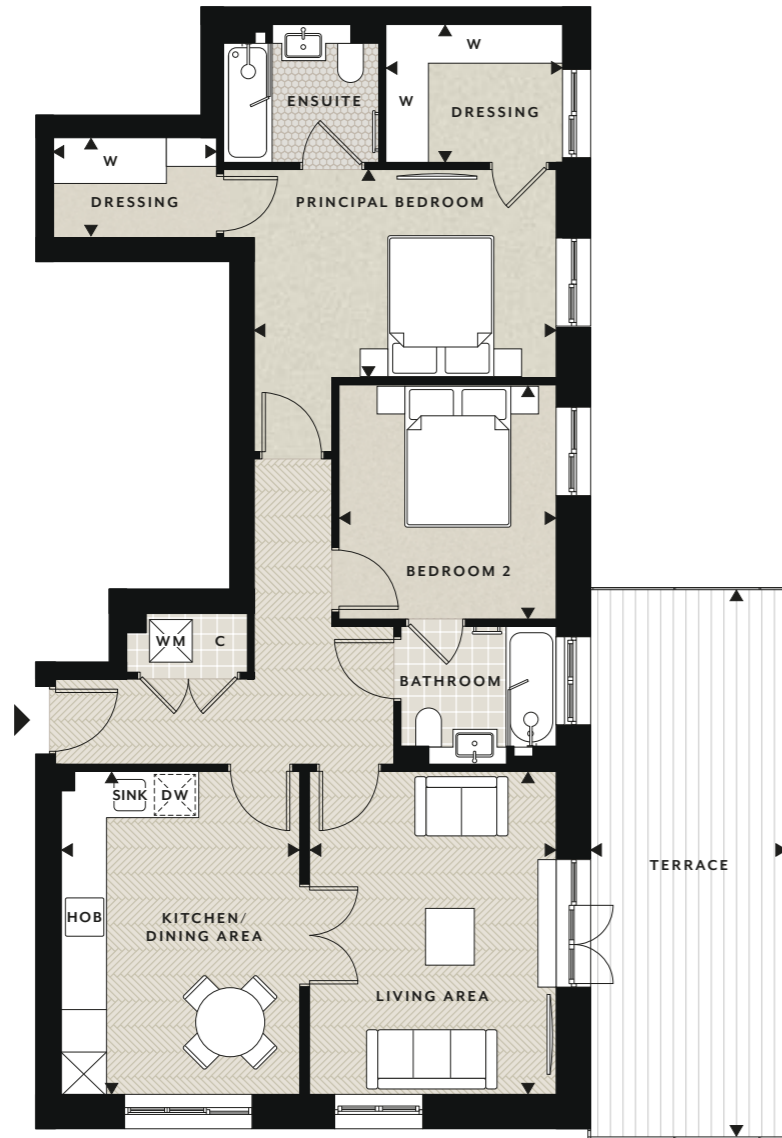 W
ENSUITE
W
DRESSING
W
DRESSING
PRINCIPAL BEDROOM
BEDROOM 2
WM
C
BATHROOM
SINK
DW
TERRACE
HOB
KITCHEN/
DINING AREA
LIVING AREA